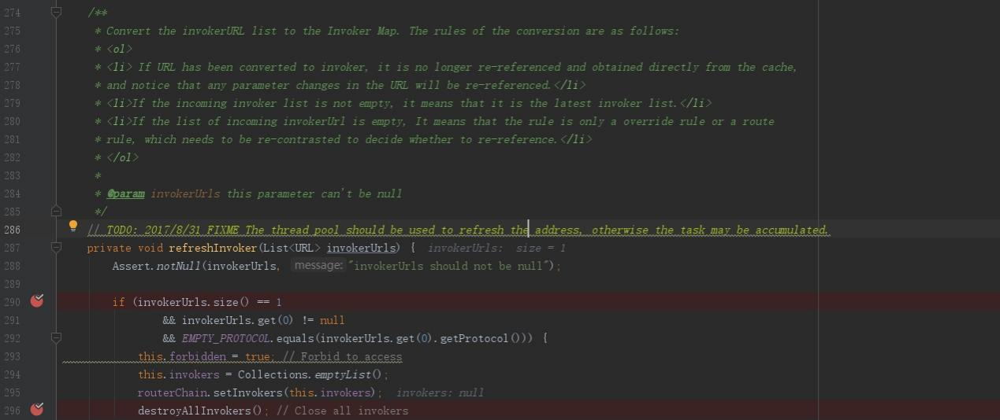 274 /**
275 * Convert the invokerURL list to the Invoker Map. The rules of the conversion are as follows:
276 * <ol>
277 * <li> If URL has been converted to invoker, it is no longer re-referenced and obtained directly from the cache,
278 * and notice that any parameter changes in the URL will be re-referenced.</li>
279 * <li>If the incoming invoker list is not empty, it means that it is the latest invoker list.</li>
280 * <li>If the list of incoming invokerUrl is empty, It means that the rule is only a override rule or a route
281 * rule, which needs to be re-contrasted to decide whether to re-reference.</li>
282 * </ol>
283 *
284 * @param invokerUrls this parameter can't be null
285 */
286 // TODO: 2017/8/31 FIXME The thread pool should be used to refresh the address, otherwise the task may be accumulated.
287 private void refreshInvoker(List<URL> invokerUrls) { invokerUrls: size = 1
288 Assert.notNull(invokerUrls, message: "invokerUrls should not be null");
289
290 if (invokerUrls.size() == 1
291 && invokerUrls.get(0) != null
292 && EMPTY_PROTOCOL.equals(invokerUrls.get(0).getProtocol())) {
293 this.forbidden = true; // Forbid to access
294 this.invokers = Collections.emptyList();
295 routerChain.setInvokers(this.invokers); invokers: null
296 destroyAllInvokers(); // Close all invokers